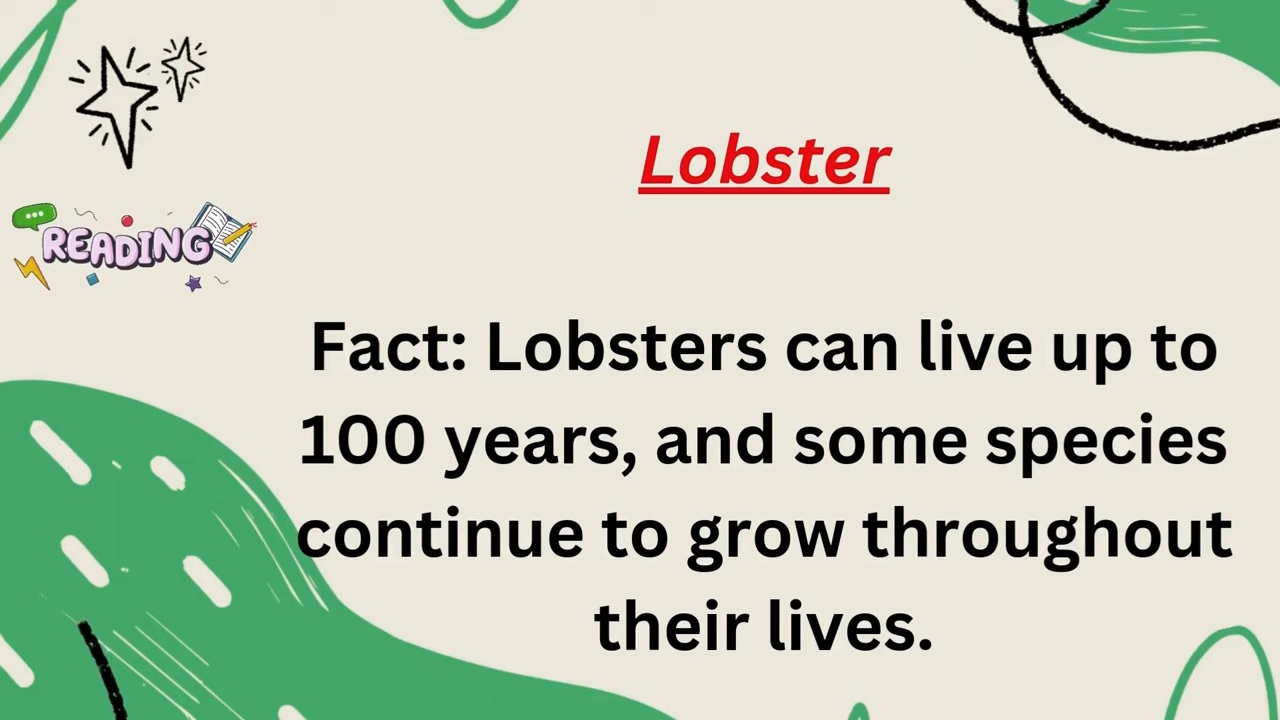 Lobster
READING
Fact: Lobsters can live up to
100 years, and some species
continue to grow throughout
their lives.